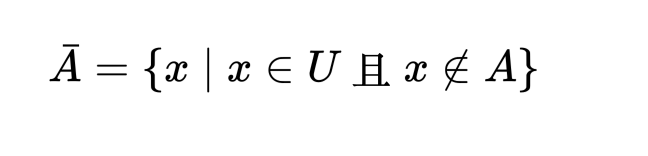 Ā = {x | x ∈ U 且 x ∉ A}